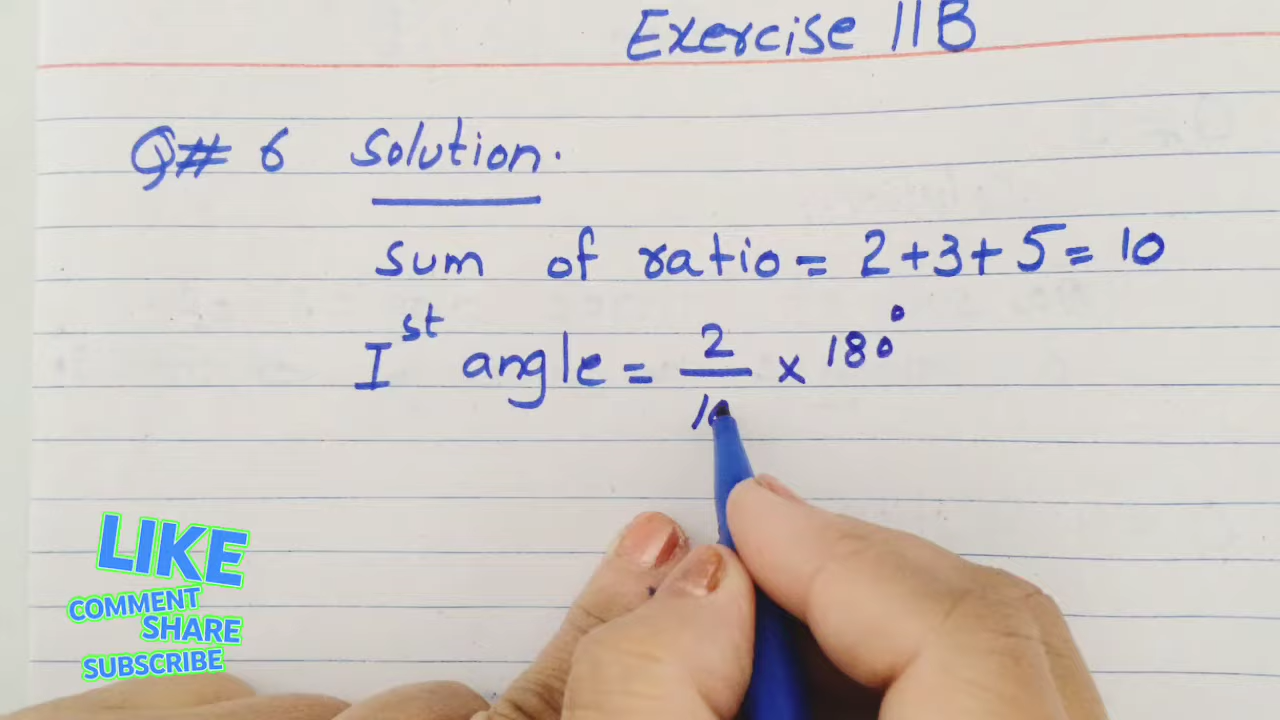 Exercise 11B
Q# 6 Solution.
sum of ratio = 2+3+5=10
Ist angle = 2/10 x 180°
LIKE
COMMENT
SHARE
SUBSCRIBE